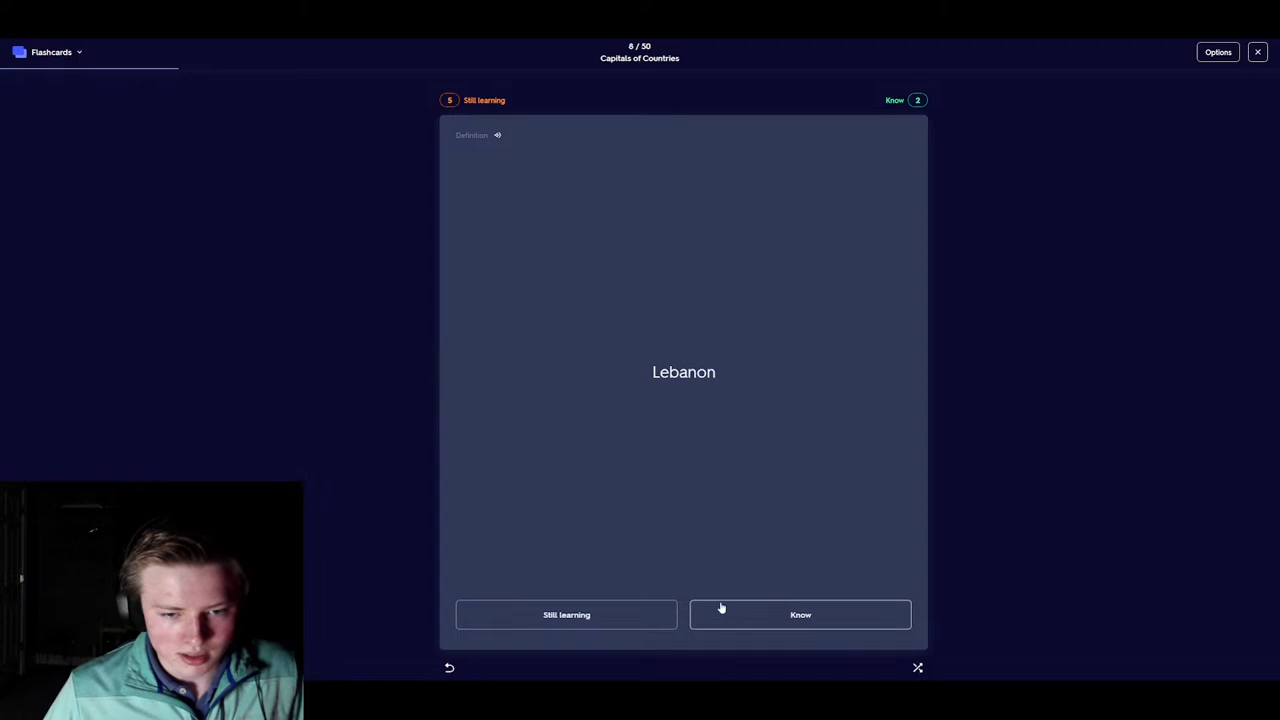 Flashcards
8 / 50
Capitals of Countries
Options
5 Still learning
Know 2
Definition
Lebanon
Still learning
Know